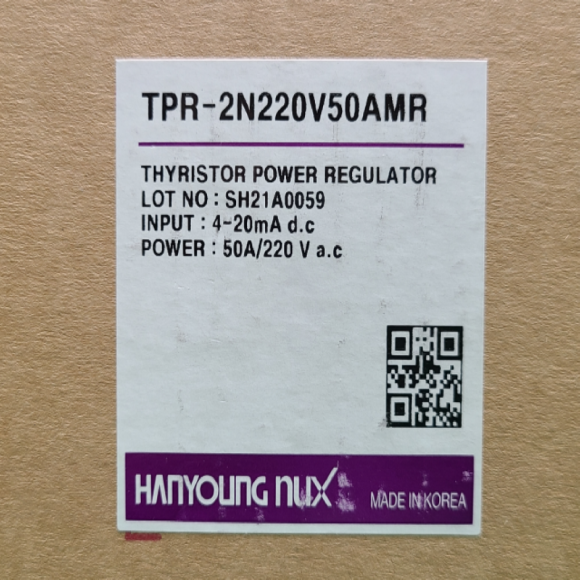 TPR-2N220V50AMR
THYRISTOR POWER REGULATOR
LOT NO : SH21A0059
INPUT : 4-20mA d.c
POWER : 50A/220 V a.c
HANYOUNG NUX
MADE IN KOREA